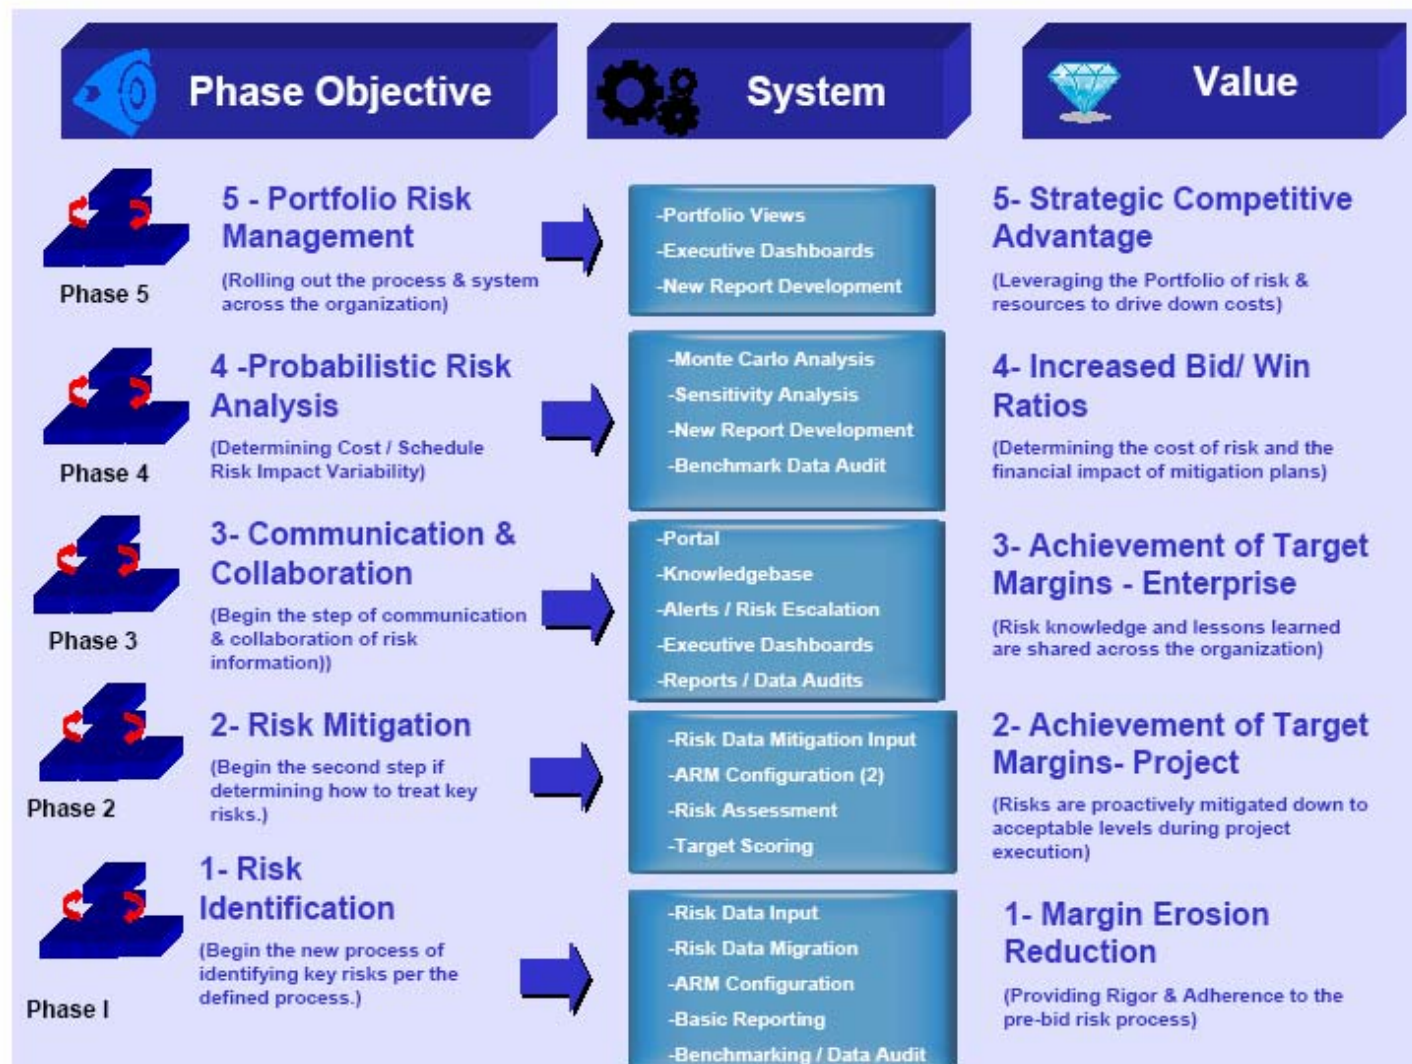 Phase Objective
System
Value
Phase 5
5 - Portfolio Risk
Management
(Rolling out the process & system
across the organization)
-Portfolio Views
-Executive Dashboards
-New Report Development
5- Strategic Competitive
Advantage
(Leveraging the Portfolio of risk &
resources to drive down costs)
Phase 4
4 -Probabilistic Risk
Analysis
(Determining Cost / Schedule
Risk Impact Variability)
-Monte Carlo Analysis
-Sensitivity Analysis
-New Report Development
-Benchmark Data Audit
4- Increased Bid/ Win
Ratios
(Determining the cost of risk and the
financial impact of mitigation plans)
Phase 3
3- Communication &
Collaboration
(Begin the step of communication
& collaboration of risk
information))
-Portal
-Knowledgebase
-Alerts / Risk Escalation
-Executive Dashboards
-Reports / Data Audits
3- Achievement of Target
Margins - Enterprise
(Risk knowledge and lessons learned
are shared across the organization)
Phase 2
2- Risk Mitigation
(Begin the second step if
determining how to treat key
risks.)
-Risk Data Mitigation Input
-ARM Configuration (2)
-Risk Assessment
-Target Scoring
2- Achievement of Target
Margins- Project
(Risks are proactively mitigated down to
acceptable levels during project
execution)
Phase I
1- Risk
Identification
(Begin the new process of
identifying key risks per the
defined process.)
-Risk Data Input
-Risk Data Migration
-ARM Configuration
-Basic Reporting
-Benchmarking / Data Audit
1- Margin Erosion
Reduction
(Providing Rigor & Adherence to the
pre-bid risk process)